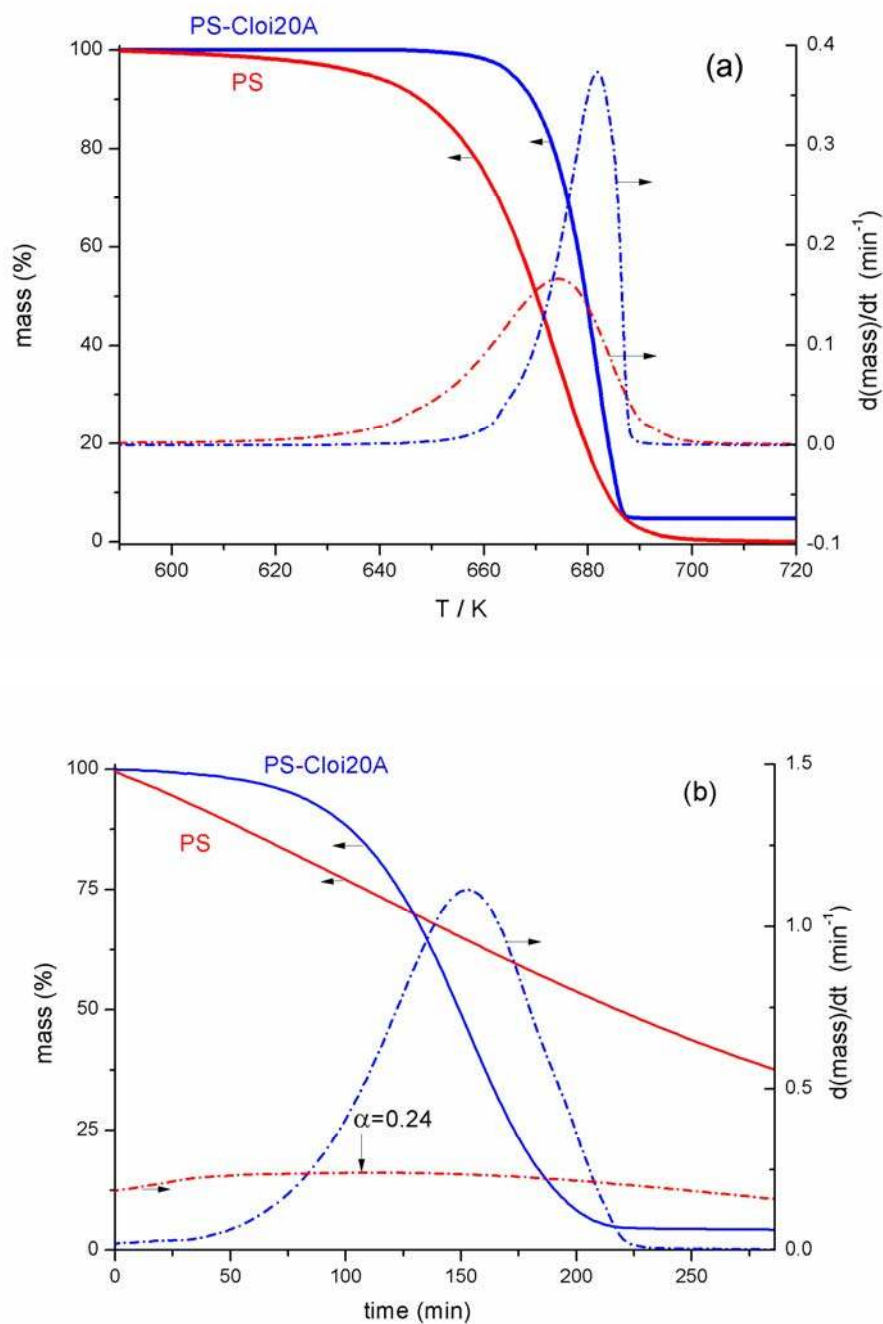 PS-Cloi20A
(a)
PS
100
80
60
40
20
0
mass (%)
0.4
0.3
0.2
0.1
0.0
-0.1
d(mass)/dt (min⁻¹)
600 620 640 660 680 700 720
T / K
PS-Cloi20A
(b)
PS
100
75
50
25
0
mass (%)
1.5
1.0
0.5
0.0
d(mass)/dt (min⁻¹)
α=0.24
0 50 100 150 200 250
time (min)